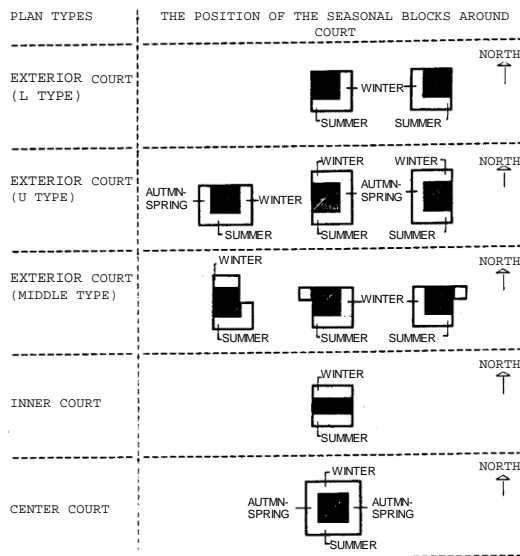 PLAN TYPES
THE POSITION OF THE SEASONAL BLOCKS AROUND
COURT
NORTH
EXTERIOR COURT
(L TYPE)
WINTER
SUMMER
SUMMER
NORTH
EXTERIOR COURT
(U TYPE)
WINTER
WINTER
AUTMN-
SPRING
WINTER
AUTMN-
SPRING
SUMMER
SUMMER
SUMMER
NORTH
EXTERIOR COURT
(MIDDLE TYPE)
WINTER
WINTER
SUMMER
SUMMER
SUMMER
NORTH
INNER COURT
WINTER
SUMMER
NORTH
CENTER COURT
WINTER
AUTMN-
SPRING
AUTMN-
SPRING
SUMMER